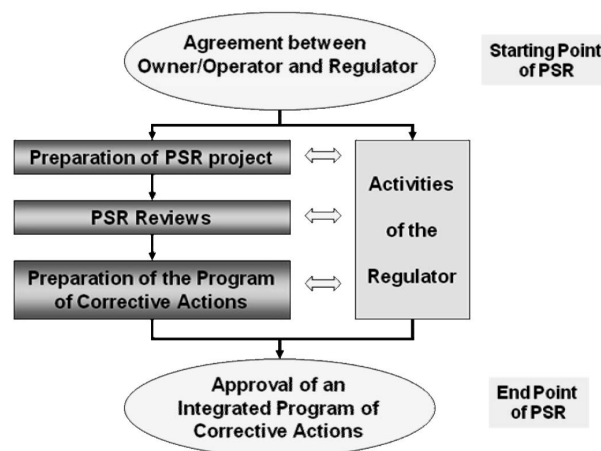 Agreement between
Owner/Operator and Regulator
Starting Point
of PSR
Preparation of PSR project
PSR Reviews
Preparation of the Program
of Corrective Actions
Activities
of the
Regulator
Approval of an
Integrated Program of
Corrective Actions
End Point
of PSR